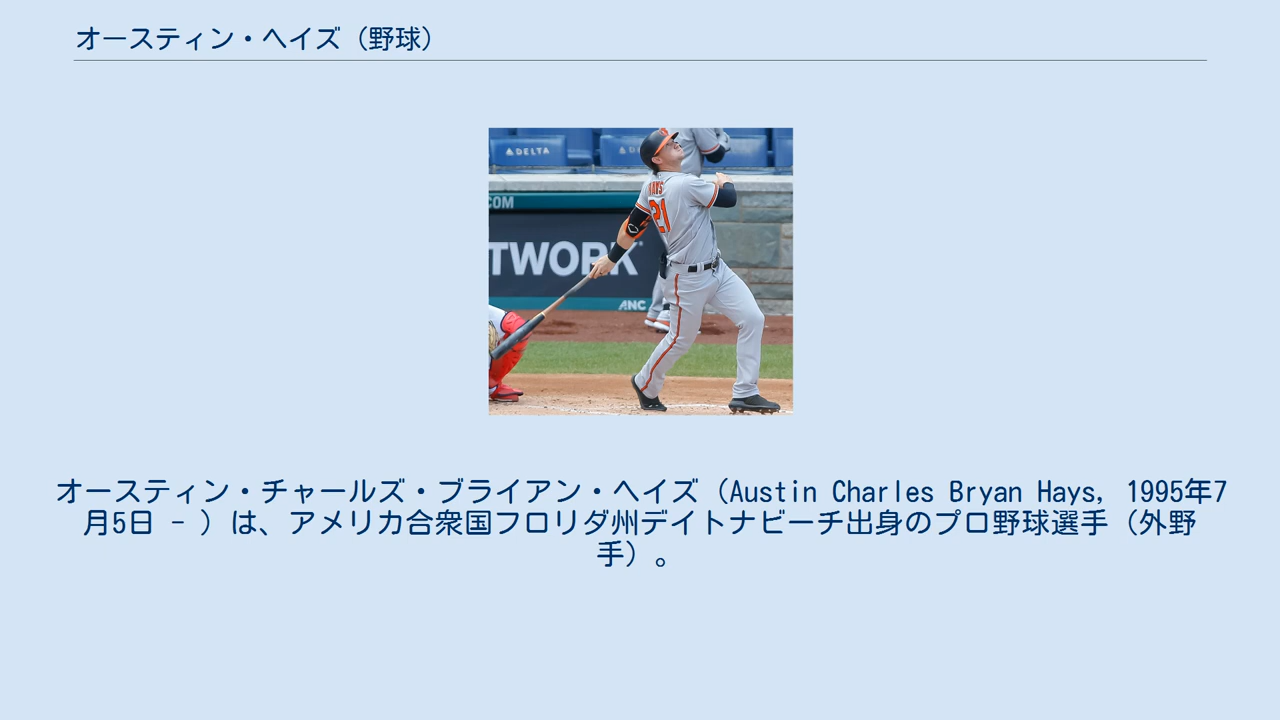 オースティン・ヘイズ（野球）
DELTA
.COM
TWORK
HAYS
21
ANC
オースティン・チャールズ・ブライアン・ヘイズ（Austin Charles Bryan Hays, 1995年7
月5日 - ）は、アメリカ合衆国フロリダ州デイトナビーチ出身のプロ野球選手（外野
手）。